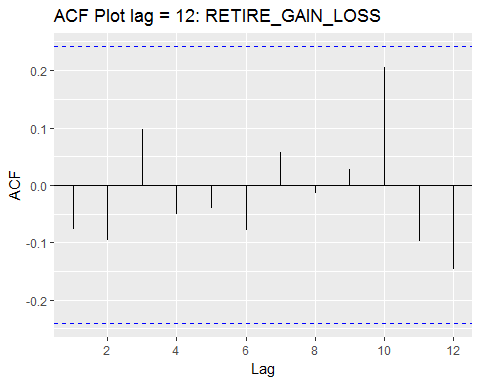 ACF Plot lag = 12: RETIRE_GAIN_LOSS
ACF
0.2
0.1
0.0
-0.1
-0.2
2 4 6 8 10 12
Lag